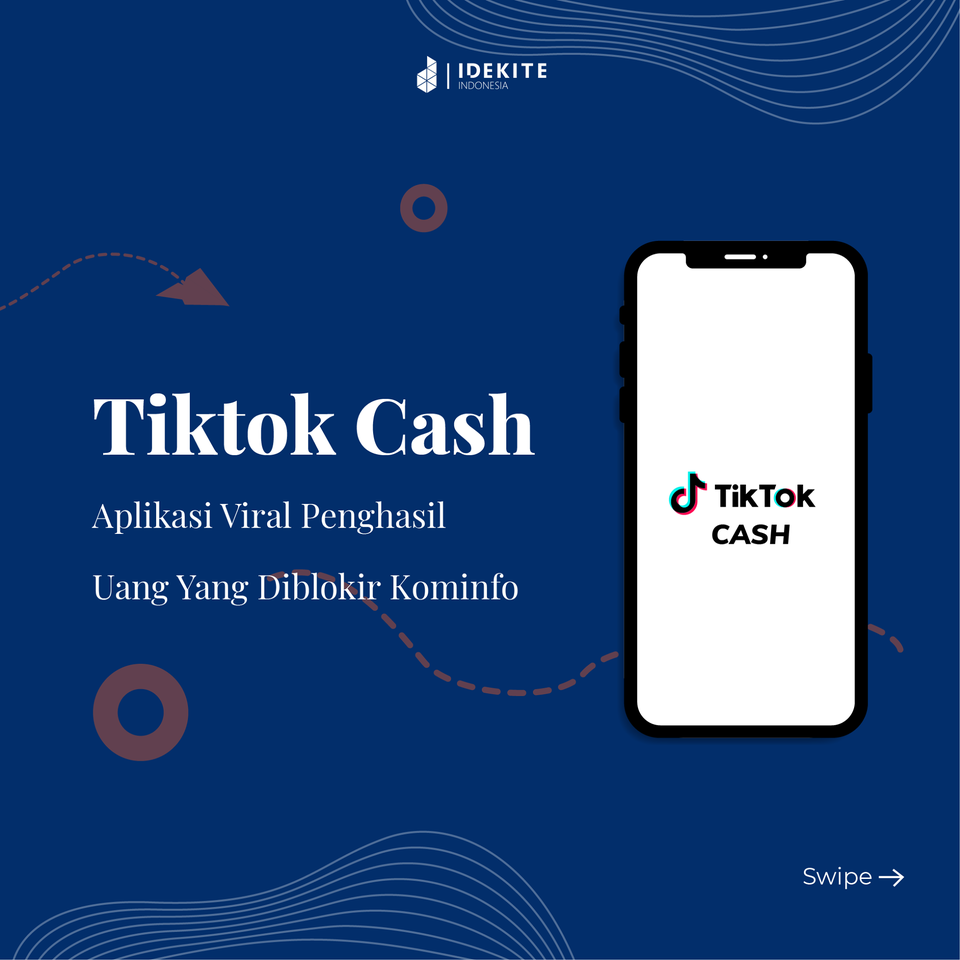 IDEKITE
INDONESIA
Tiktok Cash
Aplikasi Viral Penghasil
Uang Yang Diblokir Kominfo
TikTok
CASH
Swipe →